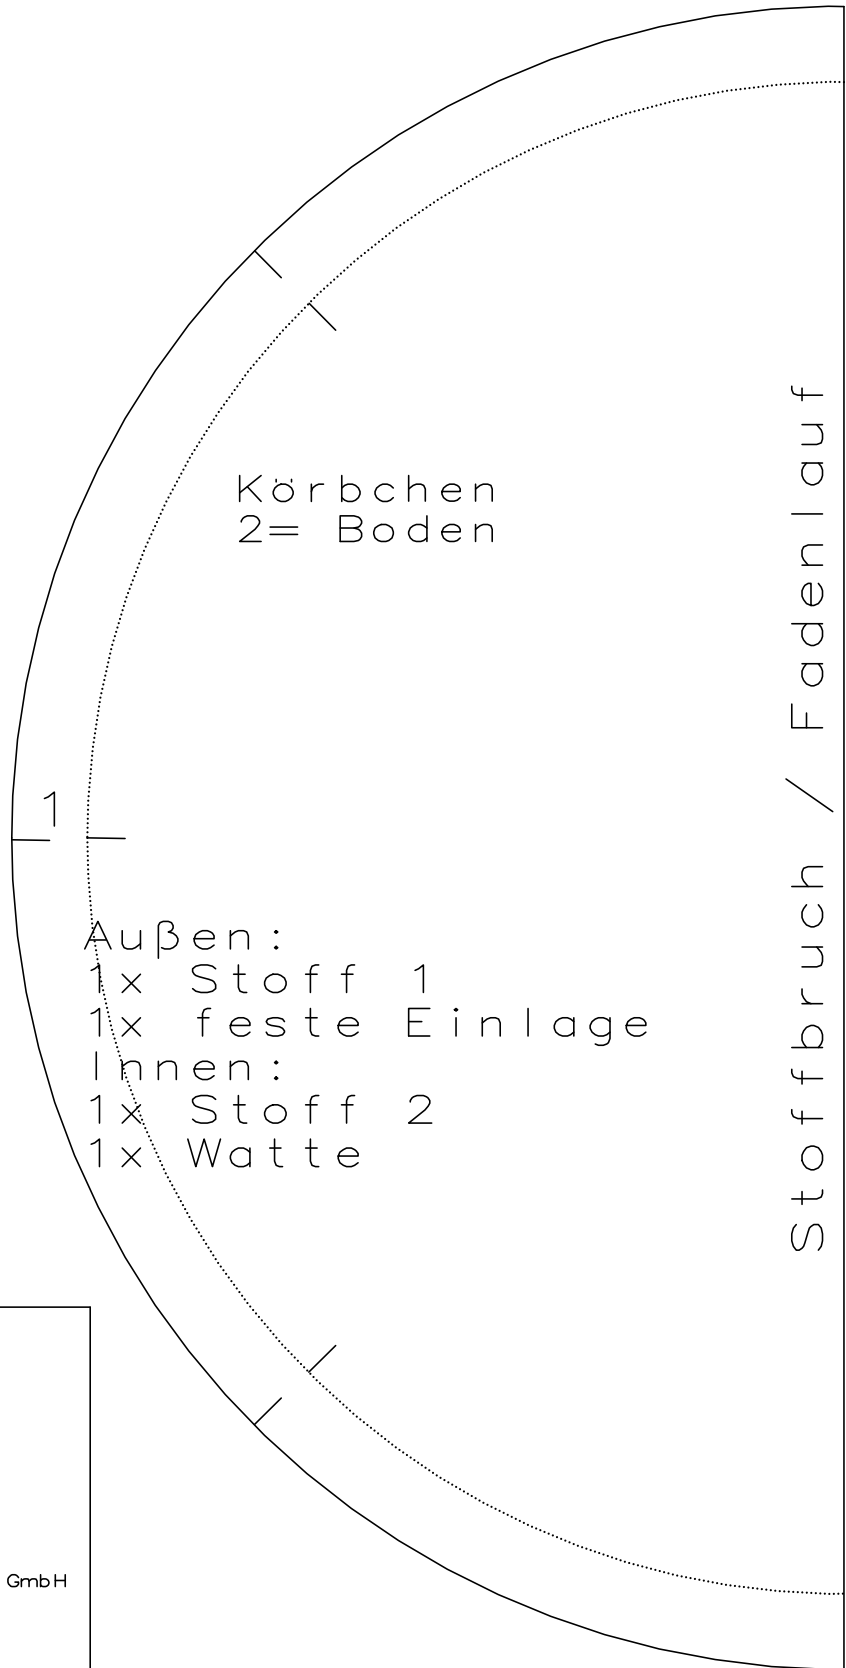 Körbchen
2= Boden
Stoffbruch / Fadenlauf
1
Außen:
1x Stoff 1
1x feste Einlage
Innen:
1x Stoff 2
1x Watte
GmbH